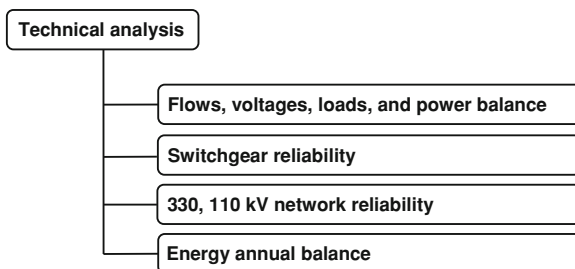 Technical analysis
Flows, voltages, loads, and power balance
Switchgear reliability
330, 110 kV network reliability
Energy annual balance